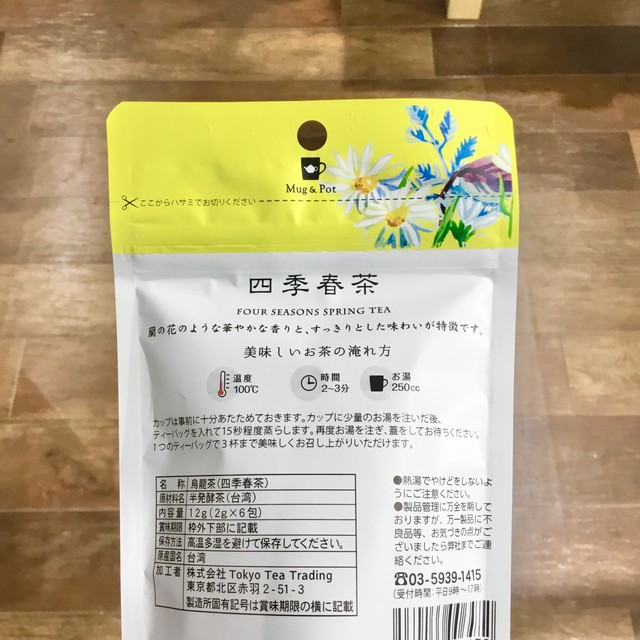 Mug & Pot
ここからハサミでお切りください
四季春茶
FOUR SEASONS SPRING TEA
蘭の花のような華やかな香りと、すっきりとした味わいが特徴です。
美味しいお茶の淹れ方
温度
100℃
時間
2~3分
お湯
250cc
カップは事前に十分あたためておきます。カップに少量のお湯を注いだ後、
ティーバッグを入れて15秒程度蒸らします。再度お湯を注ぎ、蓋をしてお待ちください。
1つのティーバッグで3杯まで美味しくお召し上がりいただけます。
名 称 烏龍茶(四季春茶)
原材料名 半発酵茶(台湾)
内容量 12g(2g×6包)
賞味期限 枠外下部に記載
保存方法 高温多湿を避けて保存してください。
原産国名 台湾
加工者 株式会社 Tokyo Tea Trading
東京都北区赤羽2-51-3
製造所固有記号は賞味期限の横に記載
●熱湯でやけどをしないよ
うにご注意ください。
●製品管理に万全を期して
おりますが、万一製品に不
良品等、お気づきの点がご
ざいましたら弊社までご連
絡ください。
☎03-5939-1415
(受付時間:平日9時~17時)